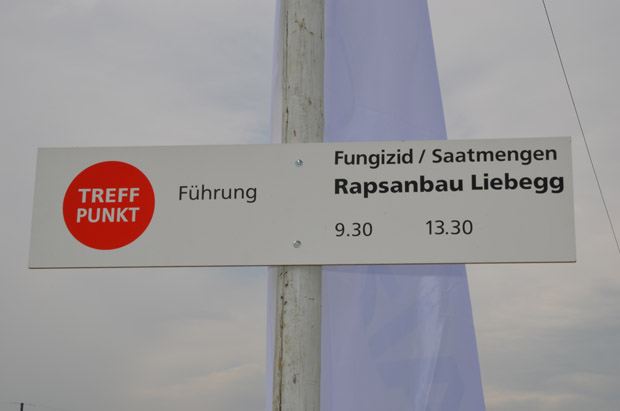 TREFF
PUNKT
Führung
Fungizid / Saatmengen
Rapsanbau Liebegg
9.30 13.30